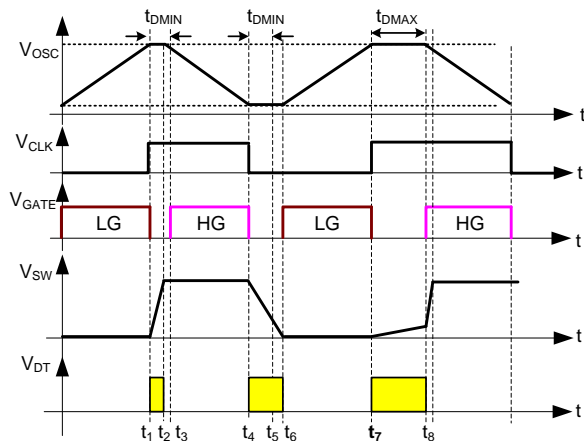 tDMIN tDMIN tDMAX
VOSC
t
VCLK
t
VGATE
LG HG LG HG
t
VSW
t
VDT
t
t1 t2 t3 t4 t5 t6 t7 t8